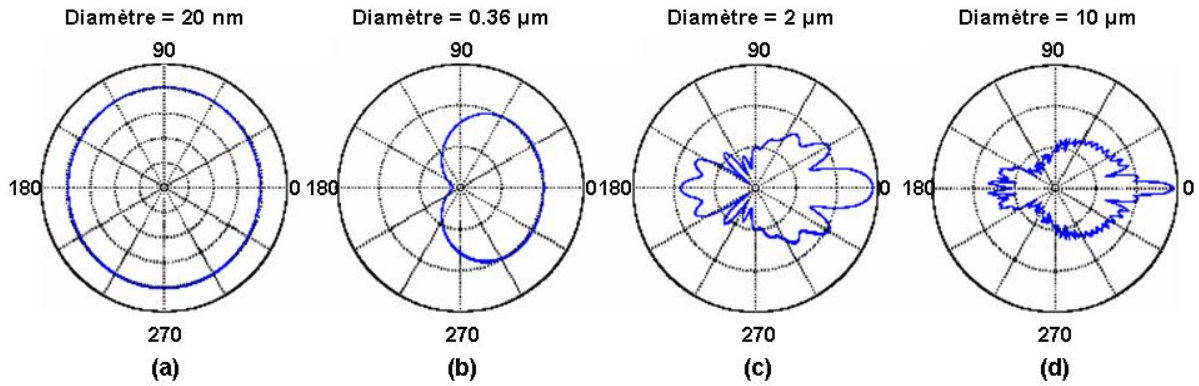 Diamètre = 20 nm Diamètre = 0.36 µm Diamètre = 2 µm Diamètre = 10 µm
90 90 90 90
180 0 180 0 180 0 180 0
270 270 270 270
(a) (b) (c) (d)